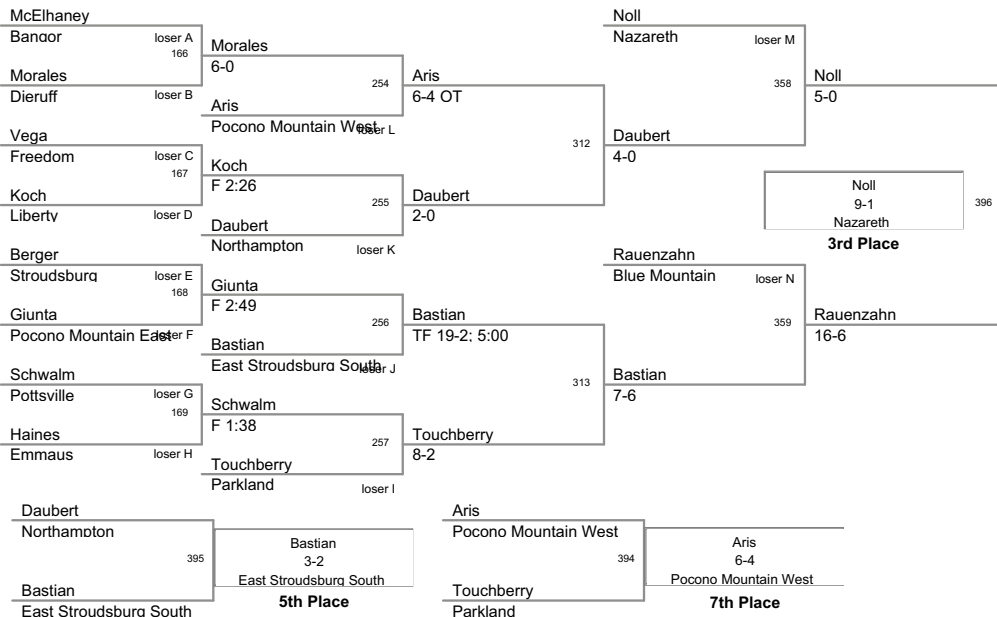 McElhaney
Bangor
loser A
166
Morales
Dieruff
loser B
Vega
Freedom
loser C
167
Koch
Liberty
loser D
Berger
Stroudsburg
loser E
168
Giunta
Pocono Mountain East
loser F
Schwalm
Pottsville
loser G
169
Haines
Emmaus
loser H
Morales
6-0
254
Aris
Pocono Mountain West
loser L
Koch
F 2:26
255
Daubert
Northampton
loser K
Giunta
F 2:49
256
Bastian
East Stroudsburg South
loser J
Schwalm
F 1:38
257
Touchberry
Parkland
loser I
Aris
6-4 OT
312
Daubert
2-0
Bastian
TF 19-2; 5:00
313
Touchberry
8-2
Noll
Nazareth
loser M
358
Daubert
4-0
Rauenzahn
Blue Mountain
loser N
359
Bastian
7-6
Noll
5-0
Noll
9-1
Nazareth
396
3rd Place
Rauenzahn
16-6
Daubert
Northampton
395
Bastian
East Stroudsburg South
Bastian
3-2
East Stroudsburg South
5th Place
Aris
Pocono Mountain West
394
Touchberry
Parkland
Aris
6-4
Pocono Mountain West
7th Place